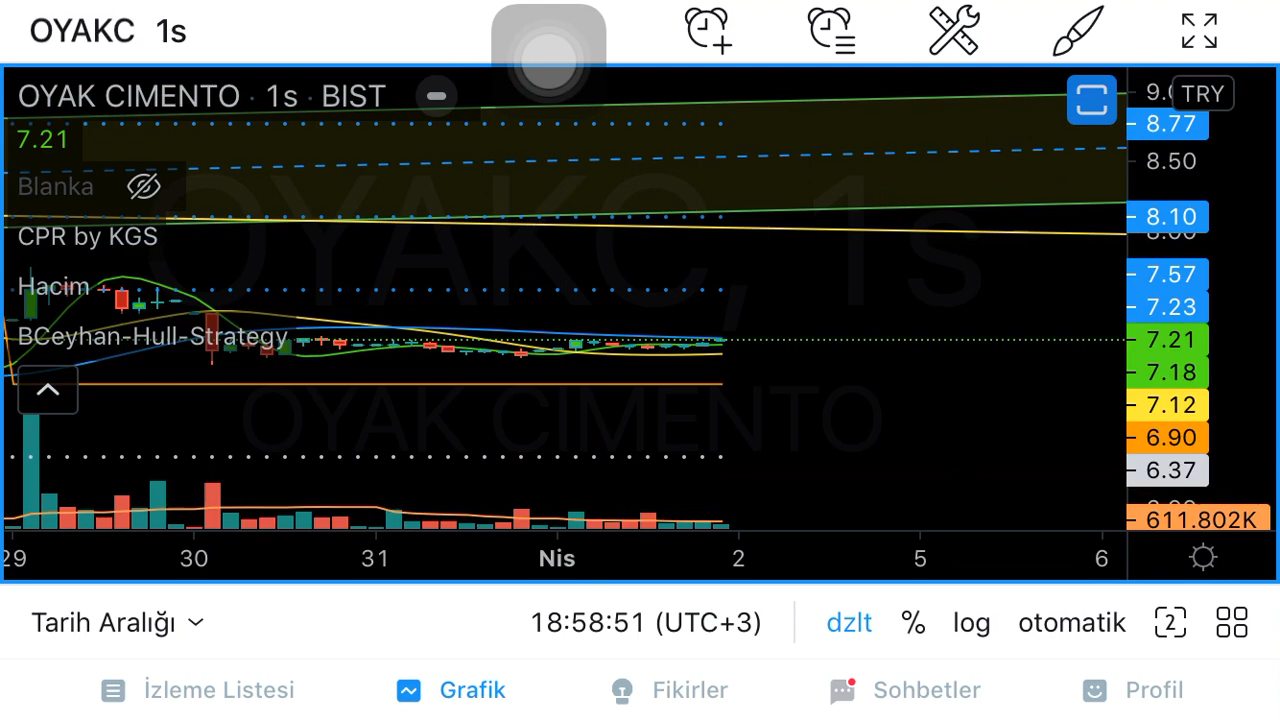 OYAKC 1s
OYAK CIMENTO · 1s · BIST
TRY
7.21
8.77
Blanka
8.50
8.10
CPR by KGS
8.00
Hacim
7.57
7.23
BCeyhan-Hull-Strategy
7.21
7.18
7.12
6.90
6.37
611.802K
OYAKC, 1s
OYAK CIMENTO
29 30 31 Nis 2 5 6
Tarih Aralığı 18:58:51 (UTC+3) dzlt % log otomatik 2
İzleme Listesi Grafik Fikirler Sohbetler Profil